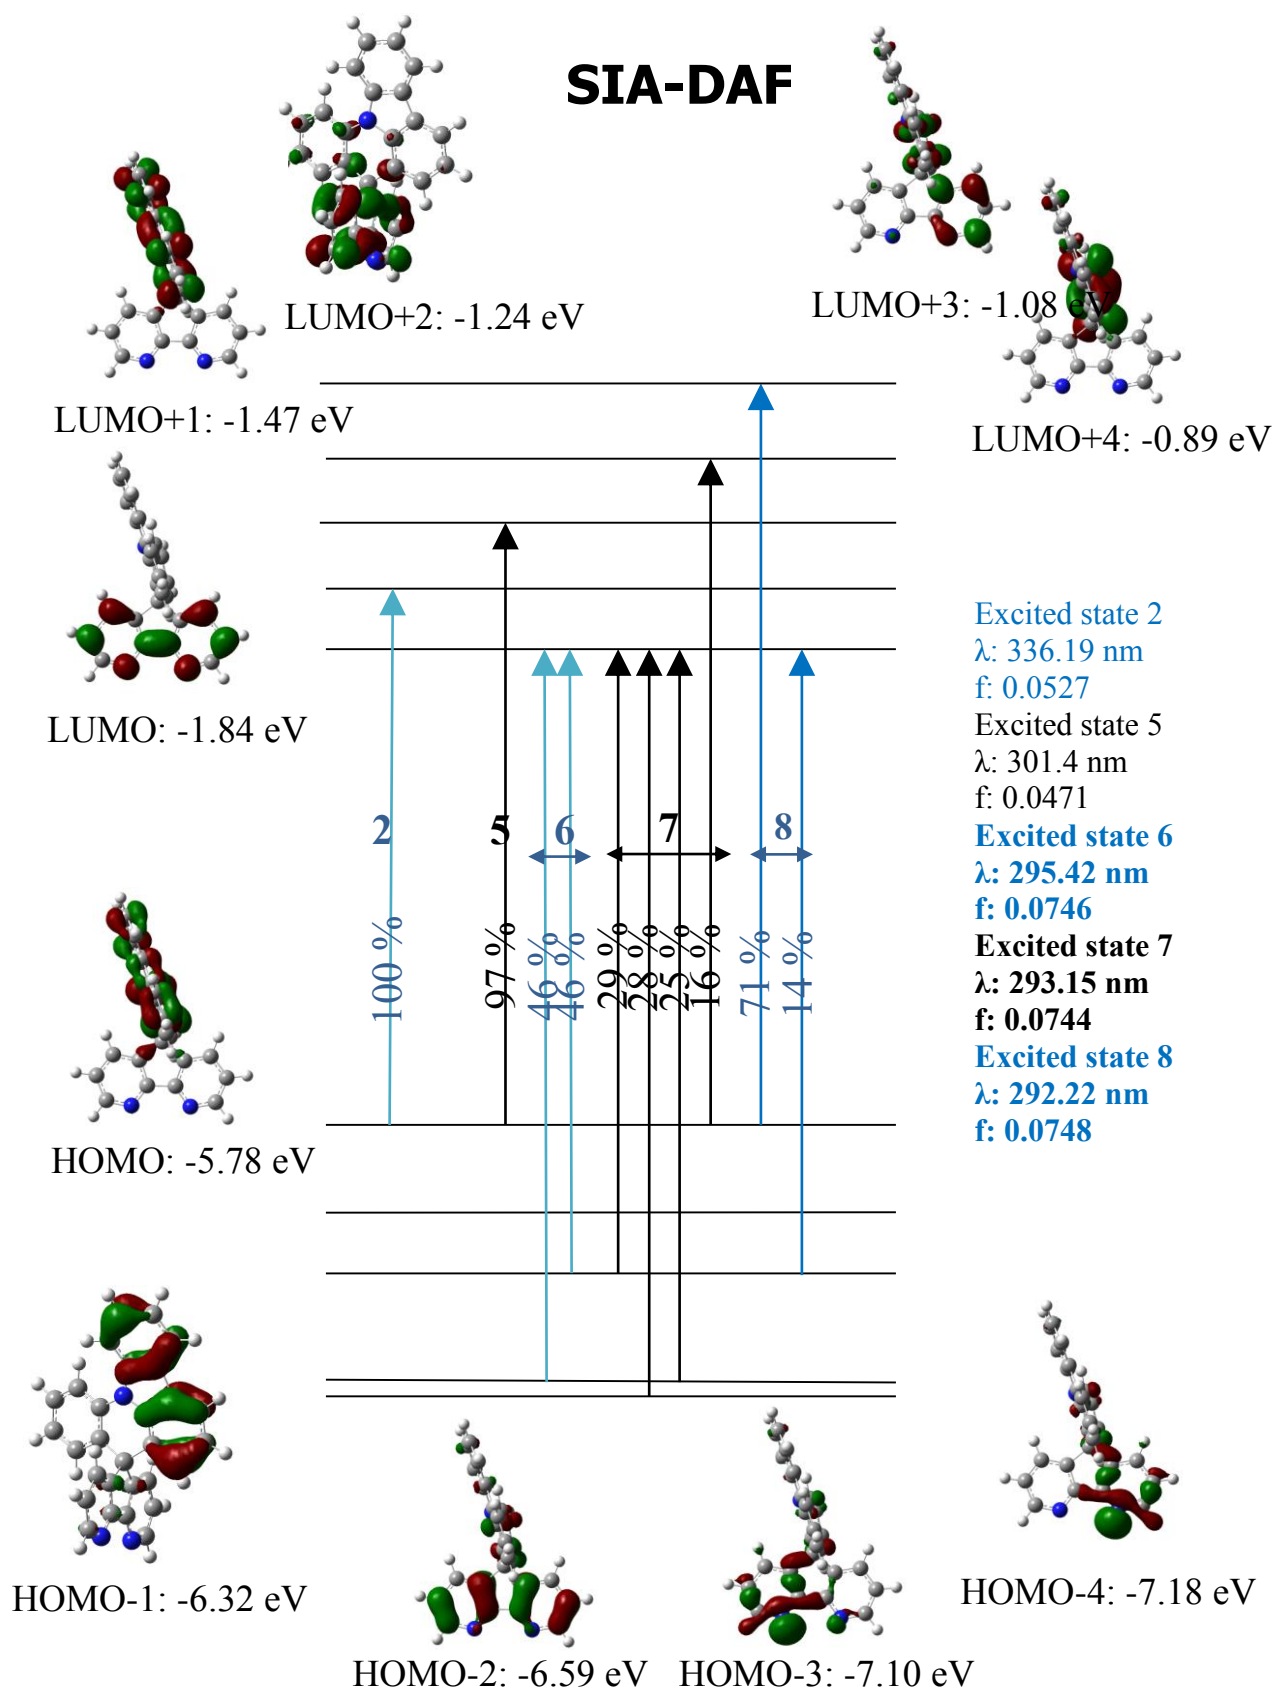 SIA-DAF
LUMO+2: -1.24 eV
LUMO+3: -1.08 eV
LUMO+1: -1.47 eV
LUMO+4: -0.89 eV
LUMO: -1.84 eV
Excited state 2
λ: 336.19 nm
f: 0.0527
Excited state 5
λ: 301.4 nm
f: 0.0471
Excited state 6
λ: 295.42 nm
f: 0.0746
Excited state 7
λ: 293.15 nm
f: 0.0744
Excited state 8
λ: 292.22 nm
f: 0.0748
2 5 6 7 8
100 %
97 %
46 %
46 %
29 %
28 %
25 %
16 %
71 %
14 %
HOMO: -5.78 eV
HOMO-1: -6.32 eV
HOMO-4: -7.18 eV
HOMO-2: -6.59 eV
HOMO-3: -7.10 eV